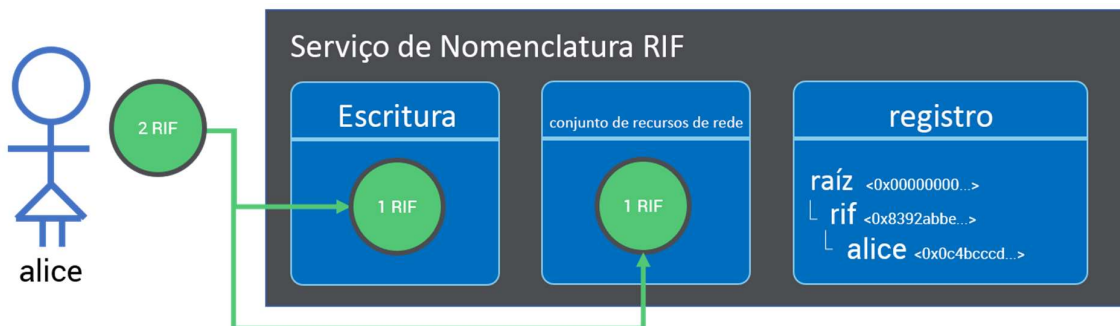 Serviço de Nomenclatura RIF
2 RIF
alice
Escritura
1 RIF
conjunto de recursos de rede
1 RIF
registro
raíz <0x00000000...>
rif <0x8392abbe...>
alice <0x0c4bcccd...>